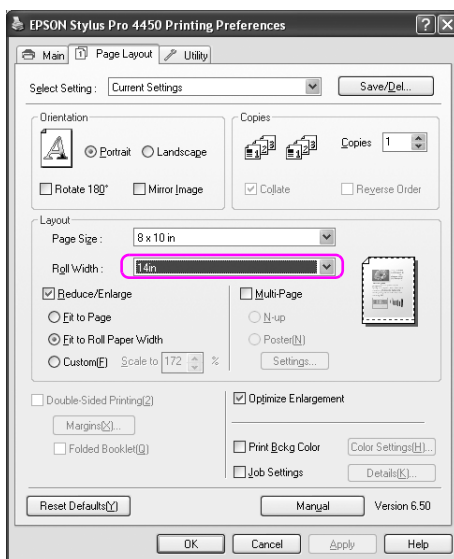 EPSON Stylus Pro 4450 Printing Preferences
Main Page Layout Utility
Select Setting : Current Settings Save/Del...
Orientation Copies
Portrait Landscape Copies 1
Rotate 180° Mirror Image Collate Reverse Order
Layout
Page Size : 8 x 10 in
Roll Width : 14in
Reduce/Enlarge Multi-Page
Fit to Page N-up
Fit to Roll Paper Width Poster(N)
Custom(F) Scale to 172 % Settings...
Double-Sided Printing(2) Optimize Enlargement
Margins(X)...
Folded Booklet(Q) Print Bckg Color Color Settings(H)...
Job Settings Details(K)...
Reset Defaults(Y) Manual Version 6.50
OK Cancel Apply Help